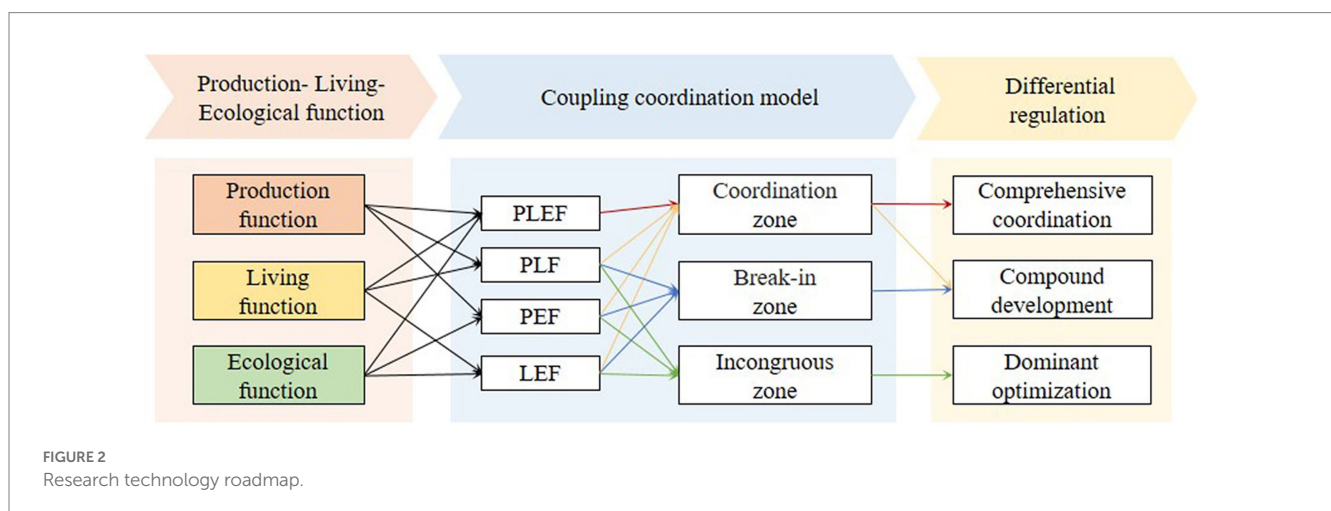 Production- Living-
Ecological function
Coupling coordination model
Differential
regulation
Production
function
Living
function
Ecological
function
PLEF
PLF
PEF
LEF
Coordination
zone
Break-in
zone
Incongruous
zone
Comprehensive
coordination
Compound
development
Dominant
optimization
FIGURE 2
Research technology roadmap.